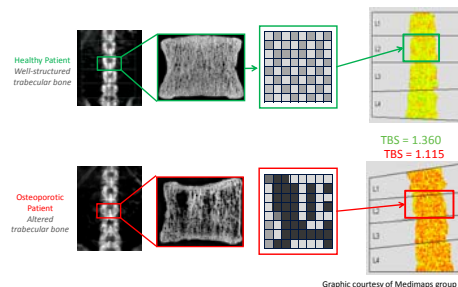 Healthy Patient
Well-structured
trabecular bone
L1
L2
L3
L4
TBS = 1.360
TBS = 1.115
Osteoporotic
Patient
Altered
trabecular bone
L1
L2
L3
L4
Graphic courtesy of Medimaps group